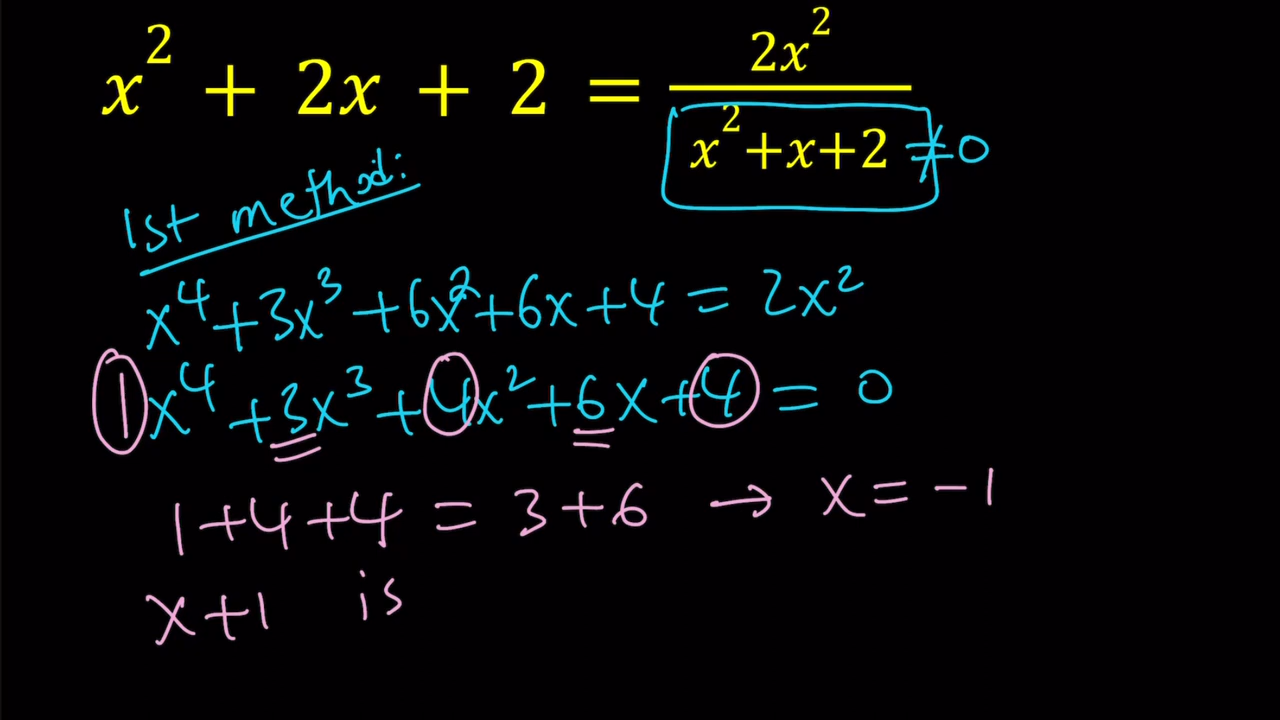 x² + 2x + 2 = 2x² / x²+x+2 ≠ 0
1st method:
x⁴ + 3x³ + 6x² + 6x + 4 = 2x²
1x⁴ + 3x³ + 4x² + 6x + 4 = 0
1+4+4 = 3+6 → x = -1
x+1 is